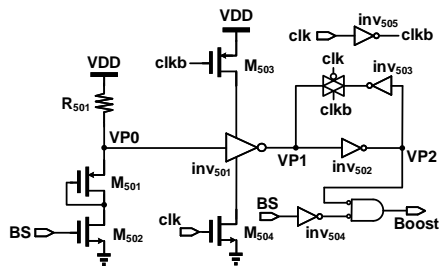 VDD
VDD
clk
inv505
clkb
clkb
M503
clk
inv503
R501
clkb
VP0
inv501
VP1
inv502
VP2
M501
BS
M502
clk
M504
BS
inv504
Boost